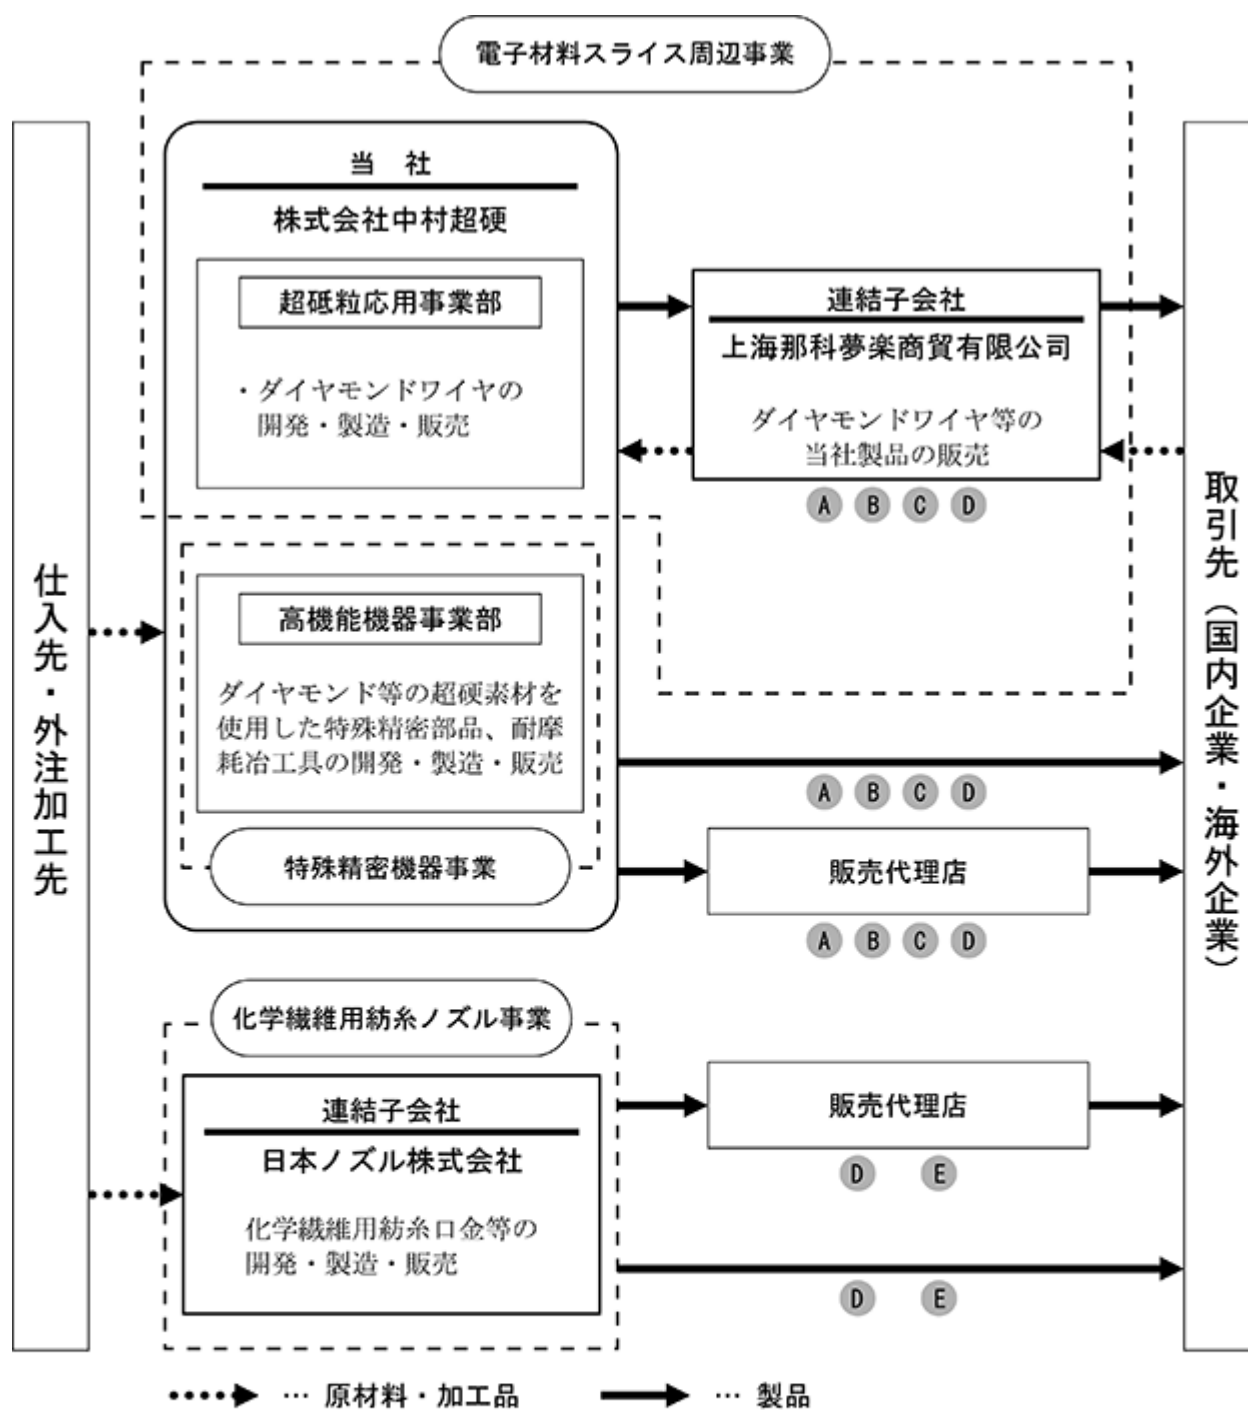 電子材料スライス周辺事業
当 社
株式会社中村超硬
超砥粒応用事業部
・ダイヤモンドワイヤの
開発・製造・販売
連結子会社
上海那科夢楽商貿有限公司
ダイヤモンドワイヤ等の
当社製品の販売
A B C D
高機能機器事業部
ダイヤモンド等の超硬素材を
使用した特殊精密部品、耐摩
耗冶工具の開発・製造・販売
特殊精密機器事業
A B C D
販売代理店
A B C D
仕入先・外注加工先
取引先(国内企業・海外企業)
化学繊維用紡糸ノズル事業
連結子会社
日本ノズル株式会社
化学繊維用紡糸口金等の
開発・製造・販売
販売代理店
D E
D E
… 原材料・加工品
… 製品